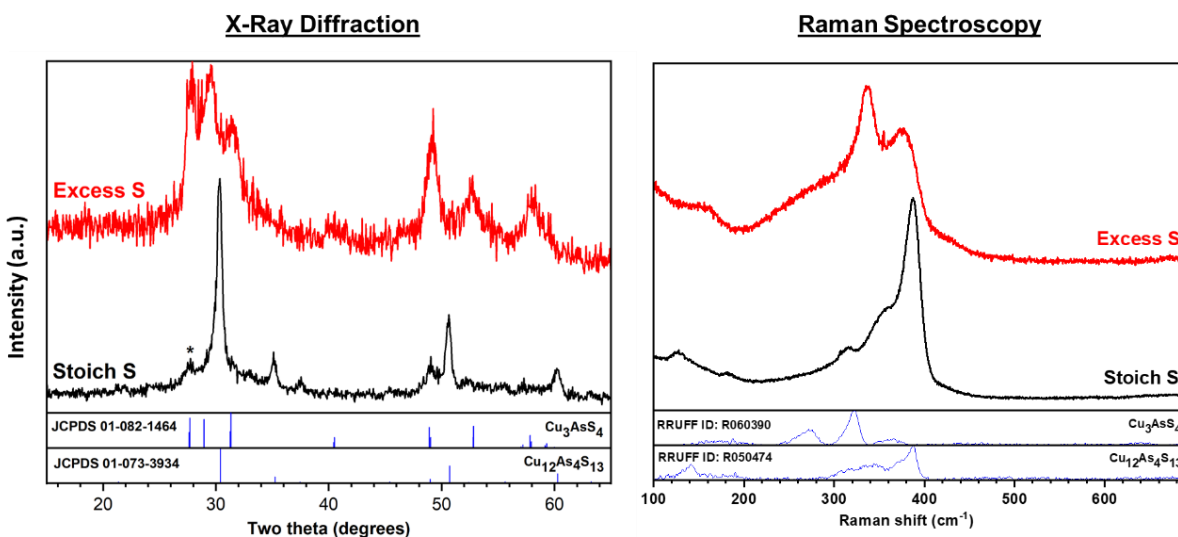 X-Ray Diffraction
Intensity (a.u.)
Excess S
*
Stoich S
JCPDS 01-082-1464
Cu3AsS4
JCPDS 01-073-3934
Cu12As4S13
20 30 40 50 60
Two theta (degrees)
Raman Spectroscopy
Excess S
Stoich S
RRUFF ID: R060390
Cu3AsS4
RRUFF ID: R050474
Cu12As4S13
100 200 300 400 500 600
Raman shift (cm-1)